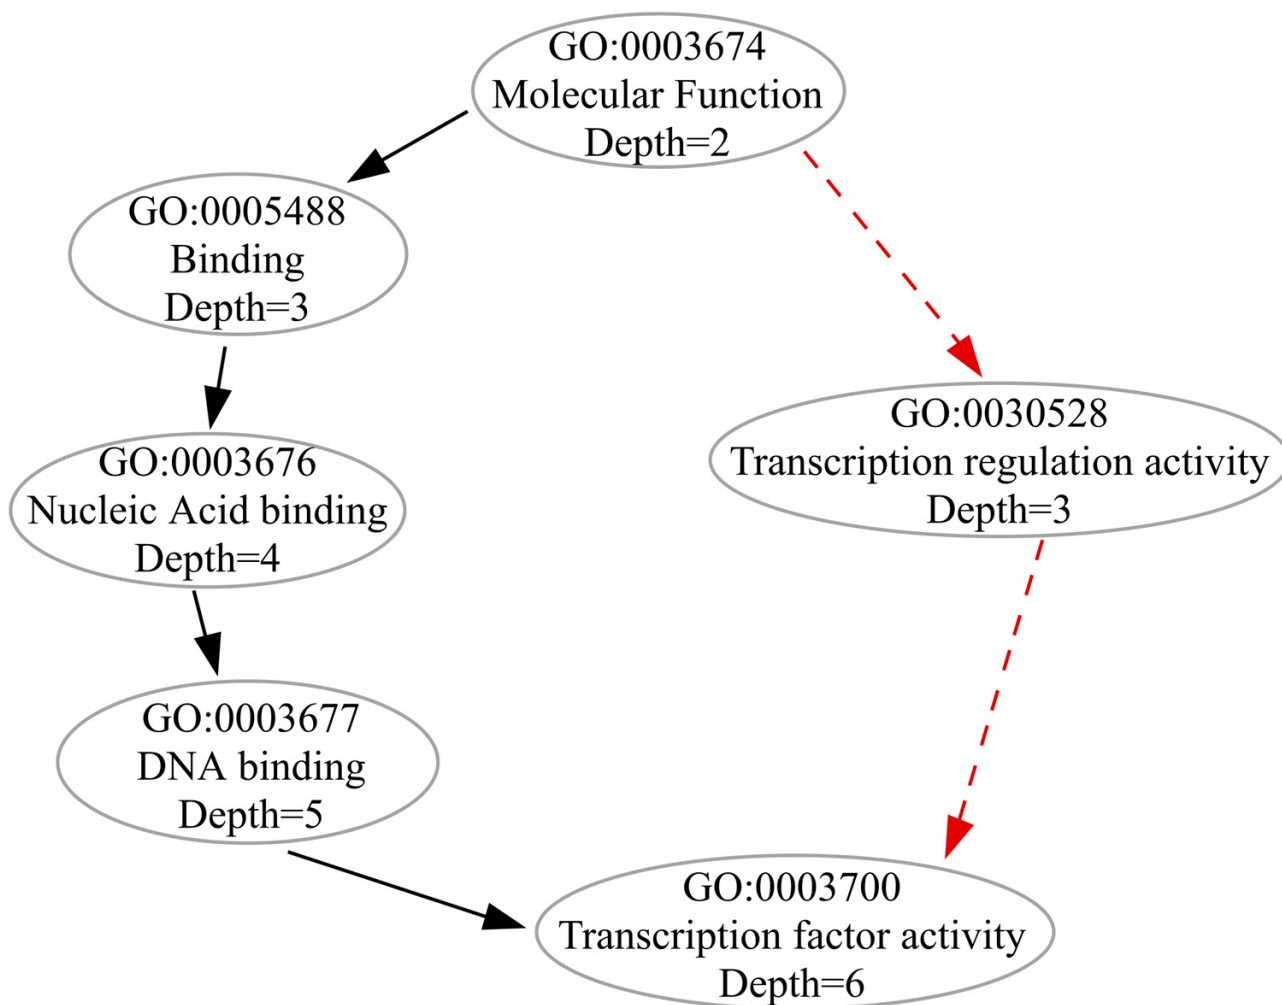 GO:0003674
Molecular Function
Depth=2
GO:0005488
Binding
Depth=3
GO:0030528
Transcription regulation activity
Depth=3
GO:0003676
Nucleic Acid binding
Depth=4
GO:0003677
DNA binding
Depth=5
GO:0003700
Transcription factor activity
Depth=6